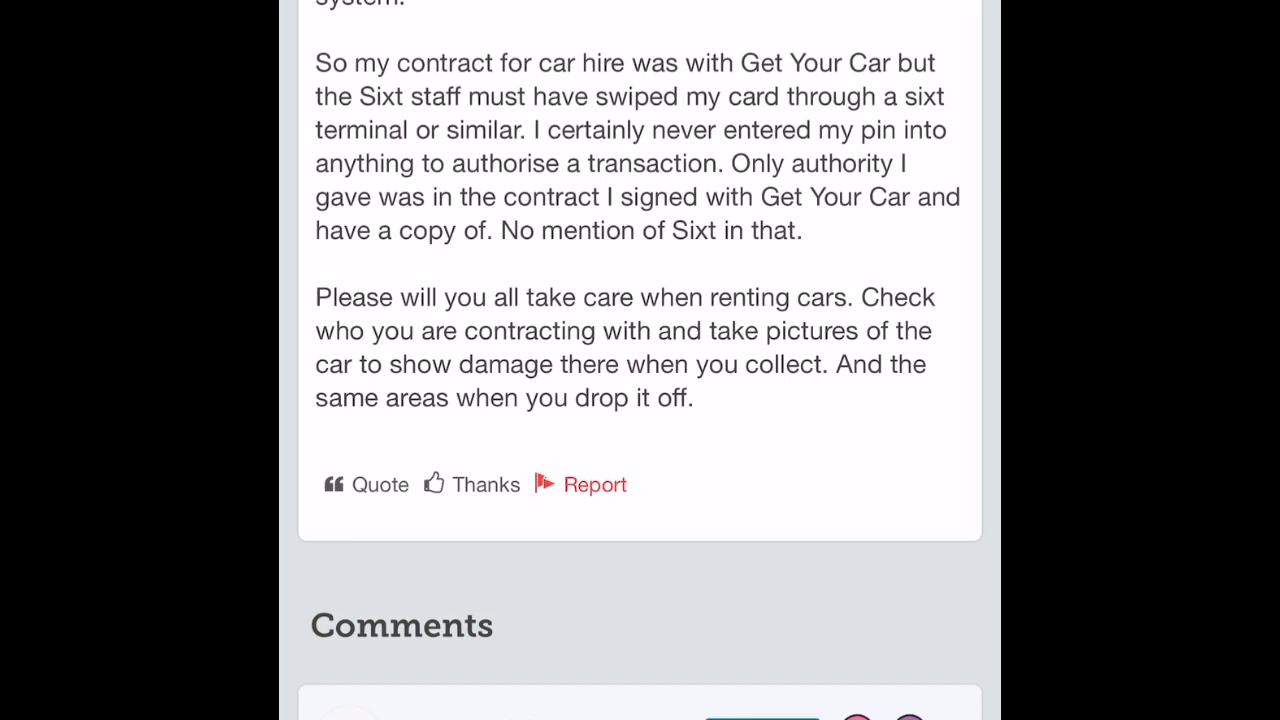 system.
So my contract for car hire was with Get Your Car but
the Sixt staff must have swiped my card through a sixt
terminal or similar. I certainly never entered my pin into
anything to authorise a transaction. Only authority I
gave was in the contract I signed with Get Your Car and
have a copy of. No mention of Sixt in that.
Please will you all take care when renting cars. Check
who you are contracting with and take pictures of the
car to show damage there when you collect. And the
same areas when you drop it off.
Quote Thanks Report
Comments